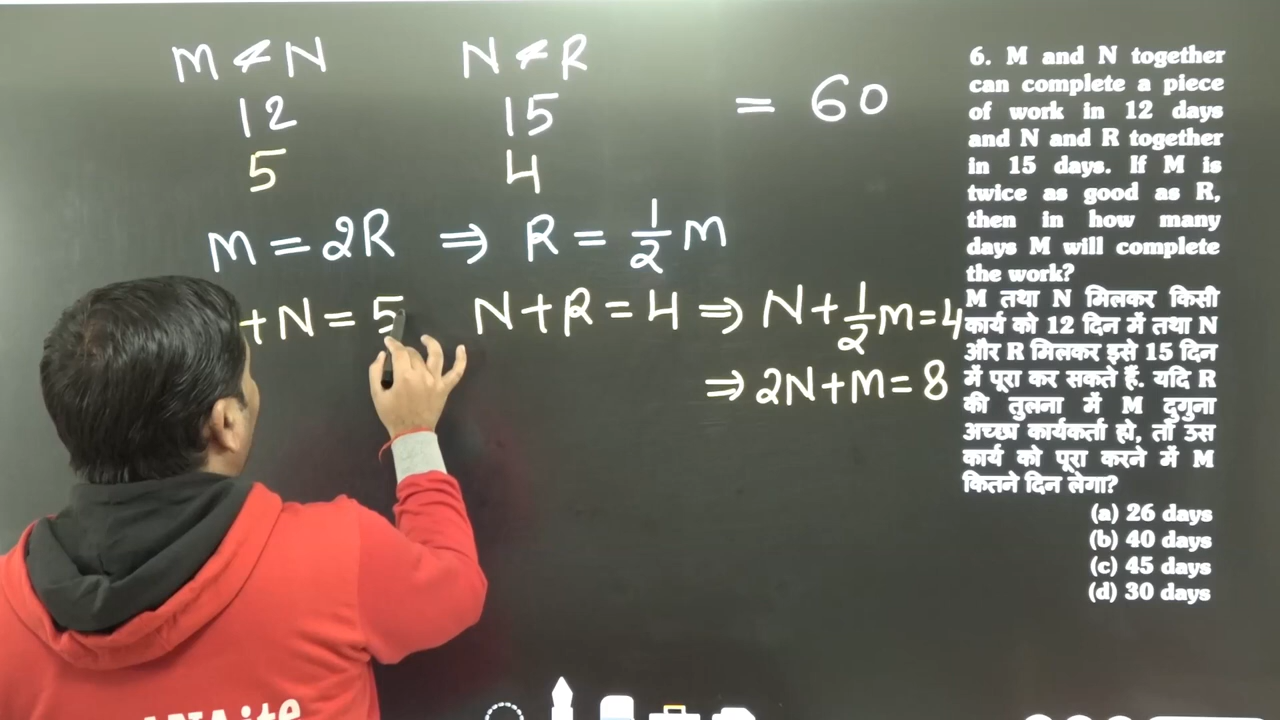 M & N N & R
12 15 = 60
5 4
M = 2R ⇒ R = 1/2 M
+ N = 5 N + R = 4 ⇒ N + 1/2 M = 4
⇒ 2N + M = 8
6. M and N together
can complete a piece
of work in 12 days
and N and R together
in 15 days. If M is
twice as good as R,
then in how many
days M will complete
the work?
M तथा N मिलकर किसी
कार्य को 12 दिन में तथा N
और R मिलकर इसे 15 दिन
में पूरा कर सकते हैं. यदि R
की तुलना में M दुगुना
अच्छा कार्यकर्ता हो, तो उस
कार्य को पूरा करने में M
कितने दिन लेगा?
(a) 26 days
(b) 40 days
(c) 45 days
(d) 30 days